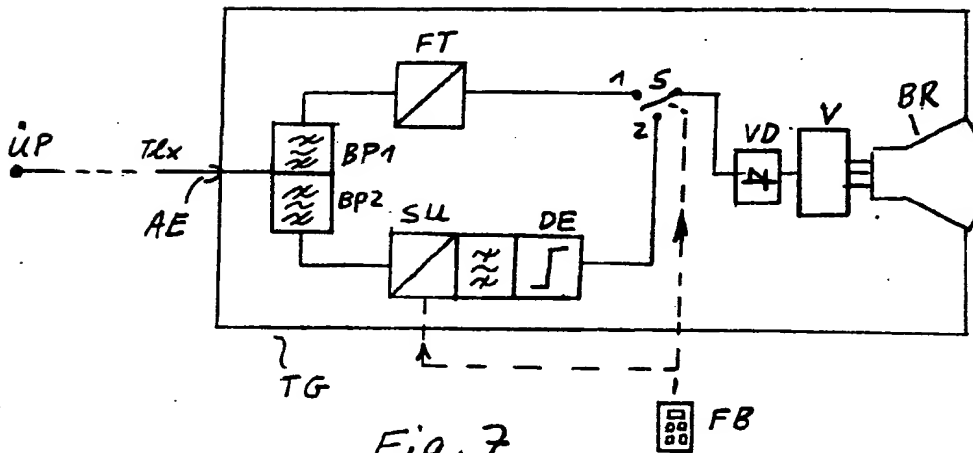 FT
1
S
2
BR
V
VD
ÜP
Tlx
BP1
BP2
AE
SU
DE
TG
FB
Fig. 7